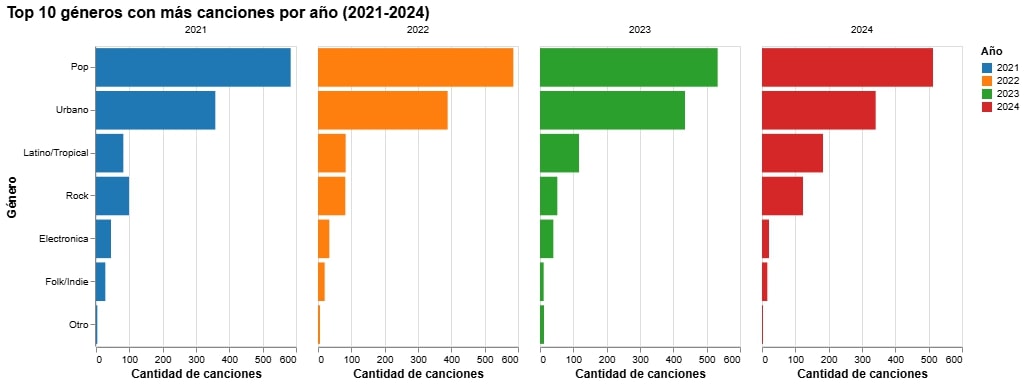 Top 10 géneros con más canciones por año (2021-2024)
2021 2022 2023 2024
Año
2021
2022
2023
2024
Género
Pop
Urbano
Latino/Tropical
Rock
Electronica
Folk/Indie
Otro
0 100 200 300 400 500 600 0 100 200 300 400 500 600 0 100 200 300 400 500 600 0 100 200 300 400 500 600
Cantidad de canciones Cantidad de canciones Cantidad de canciones Cantidad de canciones